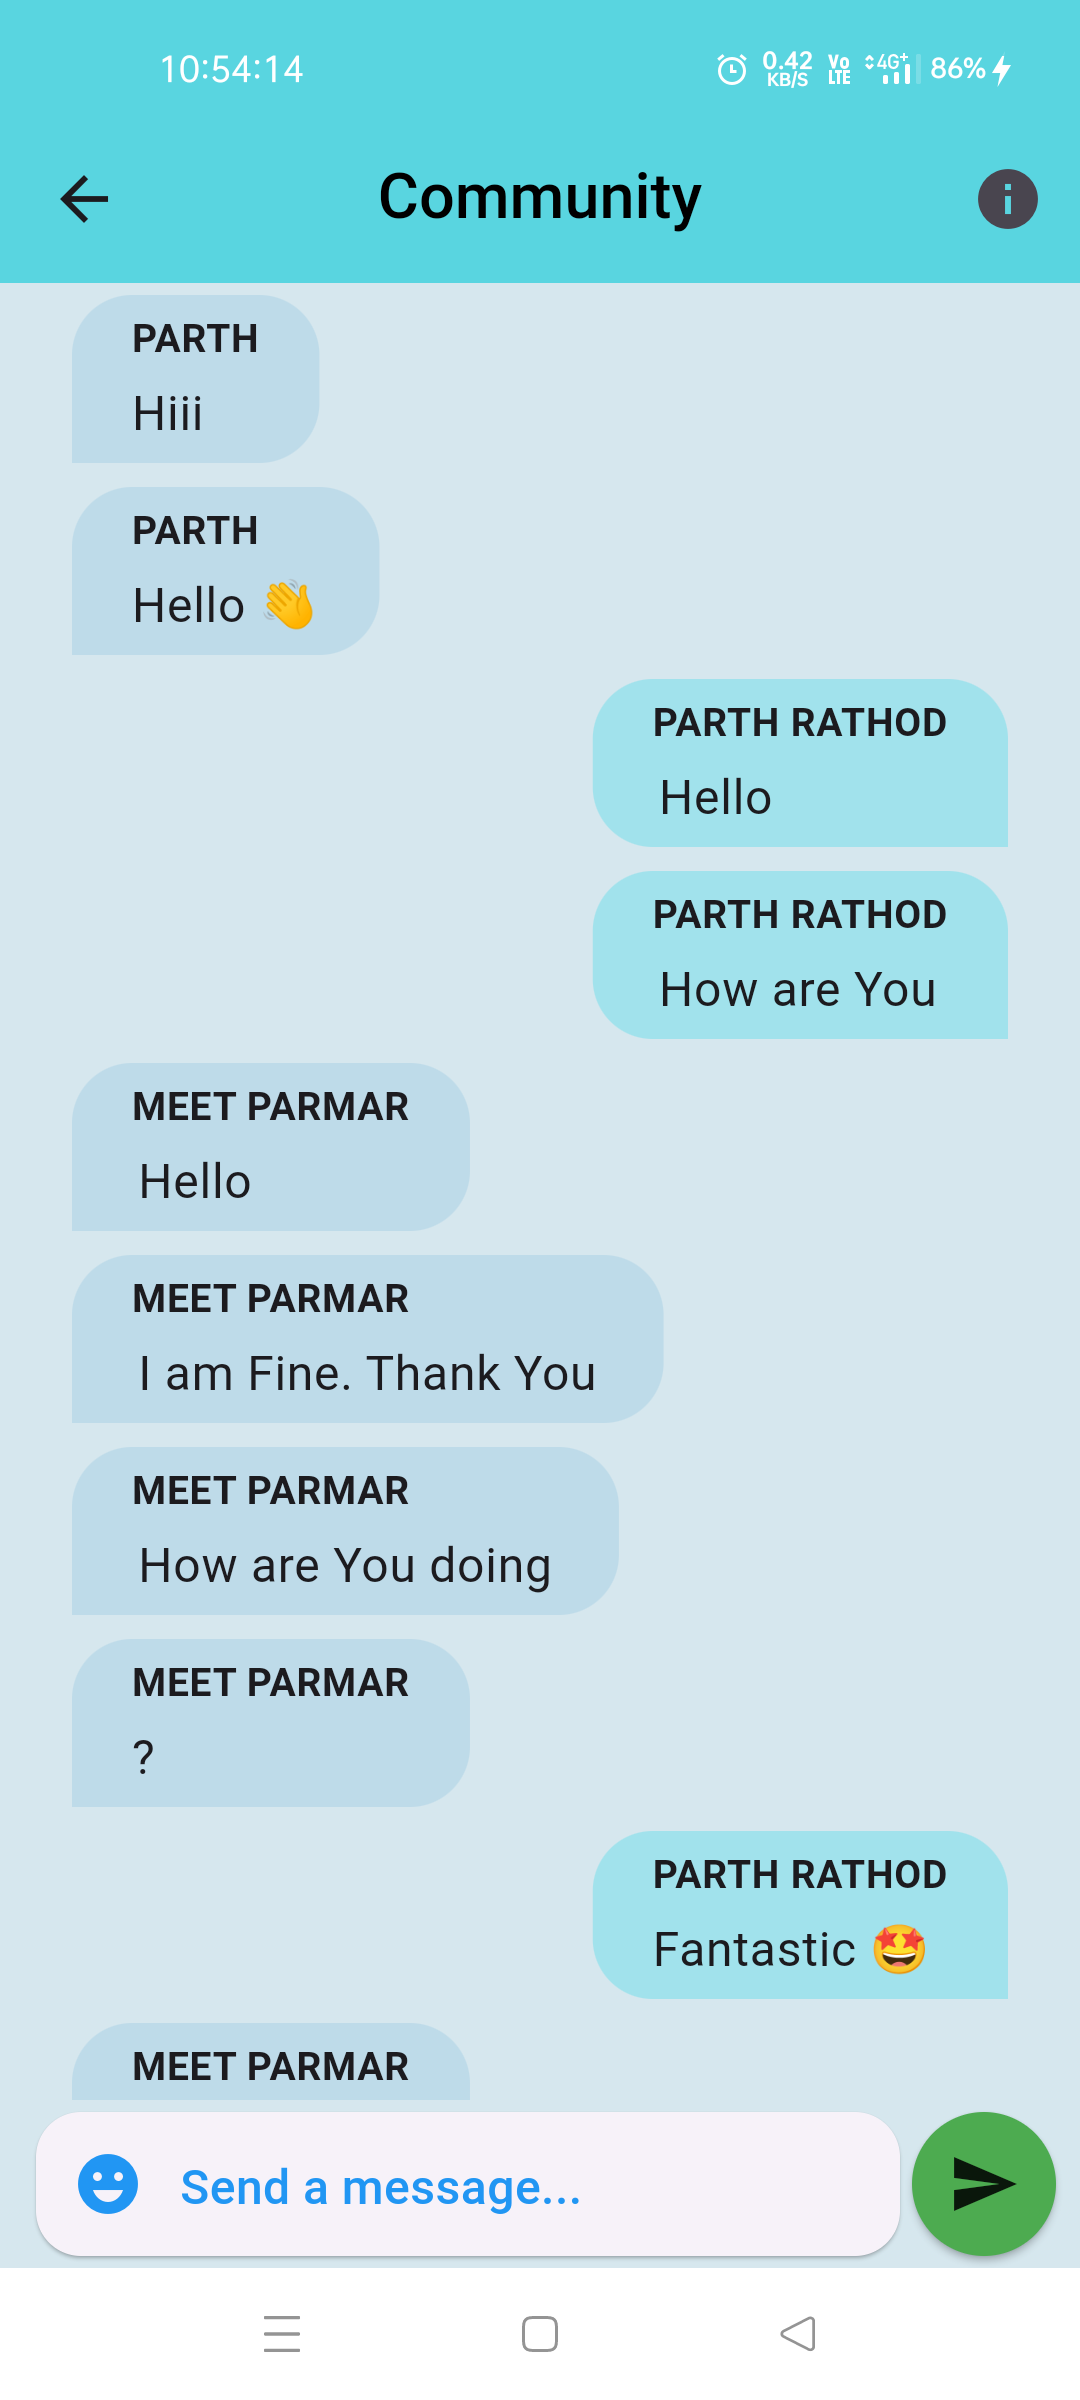 10:54:14
0.42
KB/S
Vo
LTE
4G+
86%
Community
PARTH
Hiii
PARTH
Hello 👋
PARTH RATHOD
Hello
PARTH RATHOD
How are You
MEET PARMAR
Hello
MEET PARMAR
I am Fine. Thank You
MEET PARMAR
How are You doing
MEET PARMAR
?
PARTH RATHOD
Fantastic 🤩
MEET PARMAR
Send a message...